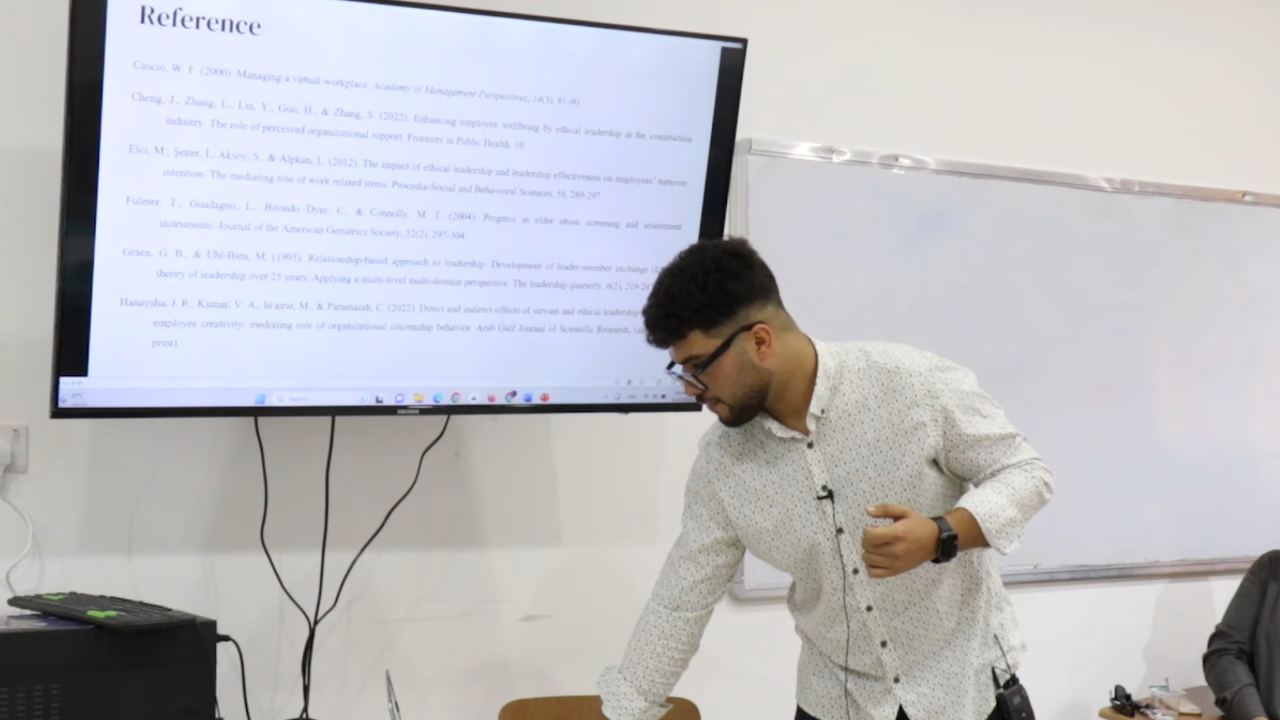 Reference
Cascio, W. F. (2000). Managing a virtual workplace. Academy of Management Perspectives, 14(3), 81-90.
Cheng, J., Zhang, L., Lin, Y., Guo, H., & Zhang, S. (2022). Enhancing employee wellbeing by ethical leadership in the construction
industry: The role of perceived organizational support. Frontiers in Public Health, 10.
Elçi, M., Şener, İ., Aksoy, S., & Alpkan, L. (2012). The impact of ethical leadership and leadership effectiveness on employees' turnover
intention: The mediating role of work related stress. Procedia-Social and Behavioral Sciences, 58, 289-297.
Fulmer, T., Guadagno, L., Bitondo Dyer, C., & Connolly, M. T. (2004). Progress in elder abuse screening and assessment
instruments. Journal of the American Geriatrics Society, 52(2), 297-304.
Graen, G. B., & Uhl-Bien, M. (1995). Relationship-based approach to leadership: Development of leader-member exchange
theory of leadership over 25 years: Applying a multi-level multi-domain perspective. The leadership quarterly, 6(2),
Hanaysha, J. R., Kumar, V. A., In'airat, M., & Paramaiah, C. (2022). Direct and indirect effects of servant and ethical leadership
employee creativity: mediating role of organizational citizenship behavior. Arab Gulf Journal of Scientific Research,
print).
Search